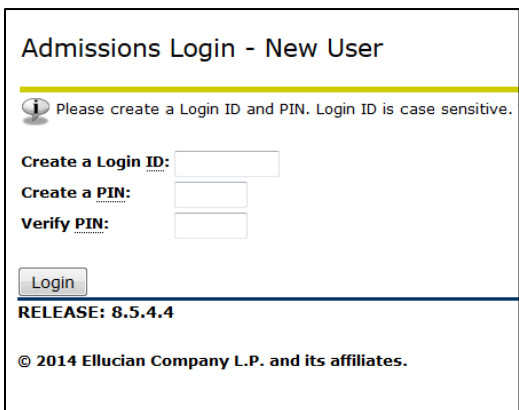 Admissions Login - New User
Please create a Login ID and PIN. Login ID is case sensitive.
Create a Login ID:
Create a PIN:
Verify PIN:
Login
RELEASE: 8.5.4.4
© 2014 Ellucian Company L.P. and its affiliates.